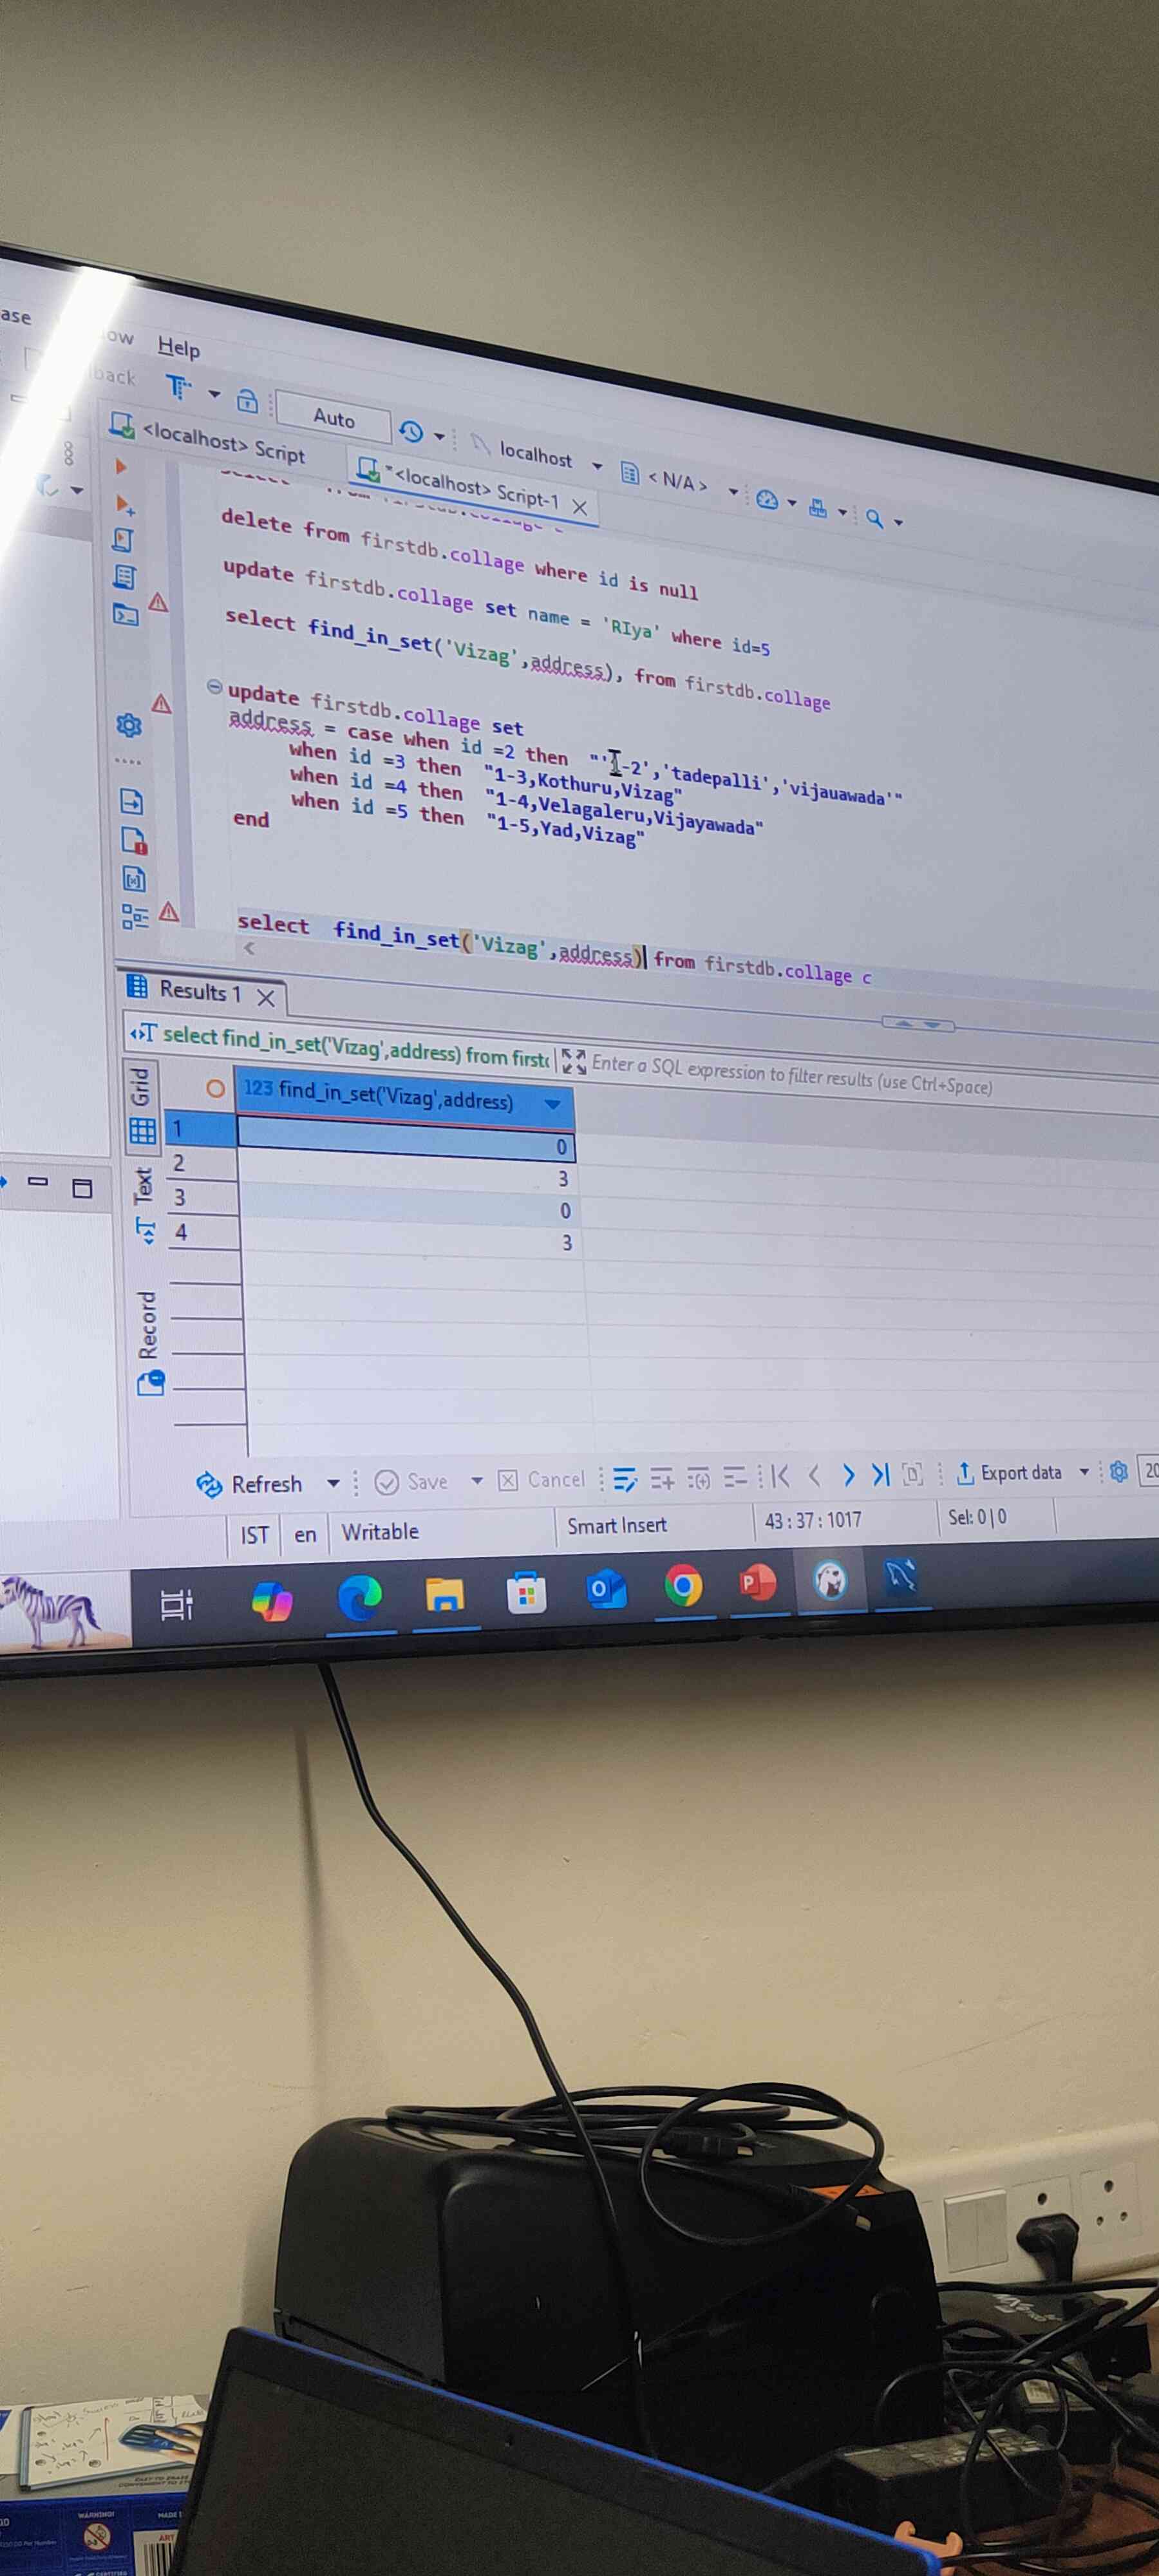 ase
ow Help
back
Auto
localhost
< N/A >
<localhost> Script
*<localhost> Script-1
delete from firstdb.collage where id is null
update firstdb.collage set name = 'RIya' where id=5
select find_in_set('Vizag',address), from firstdb.collage
update firstdb.collage set
address = case when id =2 then "'1-2','tadepalli','vijauawada'"
when id =3 then "1-3,Kothuru,Vizag"
when id =4 then "1-4,Velagaleru,Vijayawada"
when id =5 then "1-5,Yad,Vizag"
end
select find_in_set('Vizag',address) from firstdb.collage c
Results 1
select find_in_set('Vizag',address) from first
Enter a SQL expression to filter results (use Ctrl+Space)
Grid
123 find_in_set('Vizag',address)
1 0
2 3
3 0
4 3
Text
Record
Refresh
Save
Cancel
Export data
20
IST
en
Writable
Smart Insert
43 : 37 : 1017
Sel: 0 | 0
WARNING!
MADE
ART